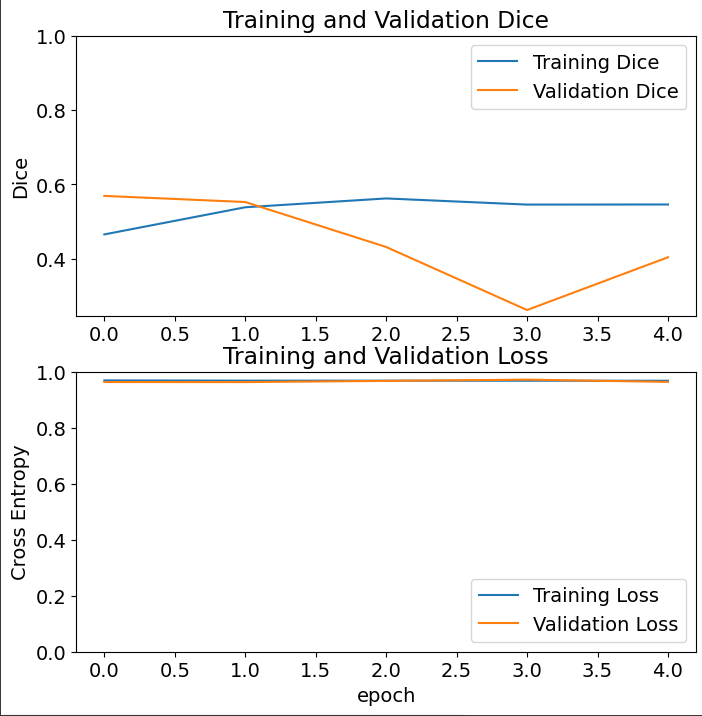 Training and Validation Dice
1.0
0.8
0.6
0.4
Dice
Training Dice
Validation Dice
0.0 0.5 1.0 1.5 2.0 2.5 3.0 3.5 4.0
Training and Validation Loss
1.0
0.8
0.6
0.4
0.2
0.0
Cross Entropy
Training Loss
Validation Loss
0.0 0.5 1.0 1.5 2.0 2.5 3.0 3.5 4.0
epoch